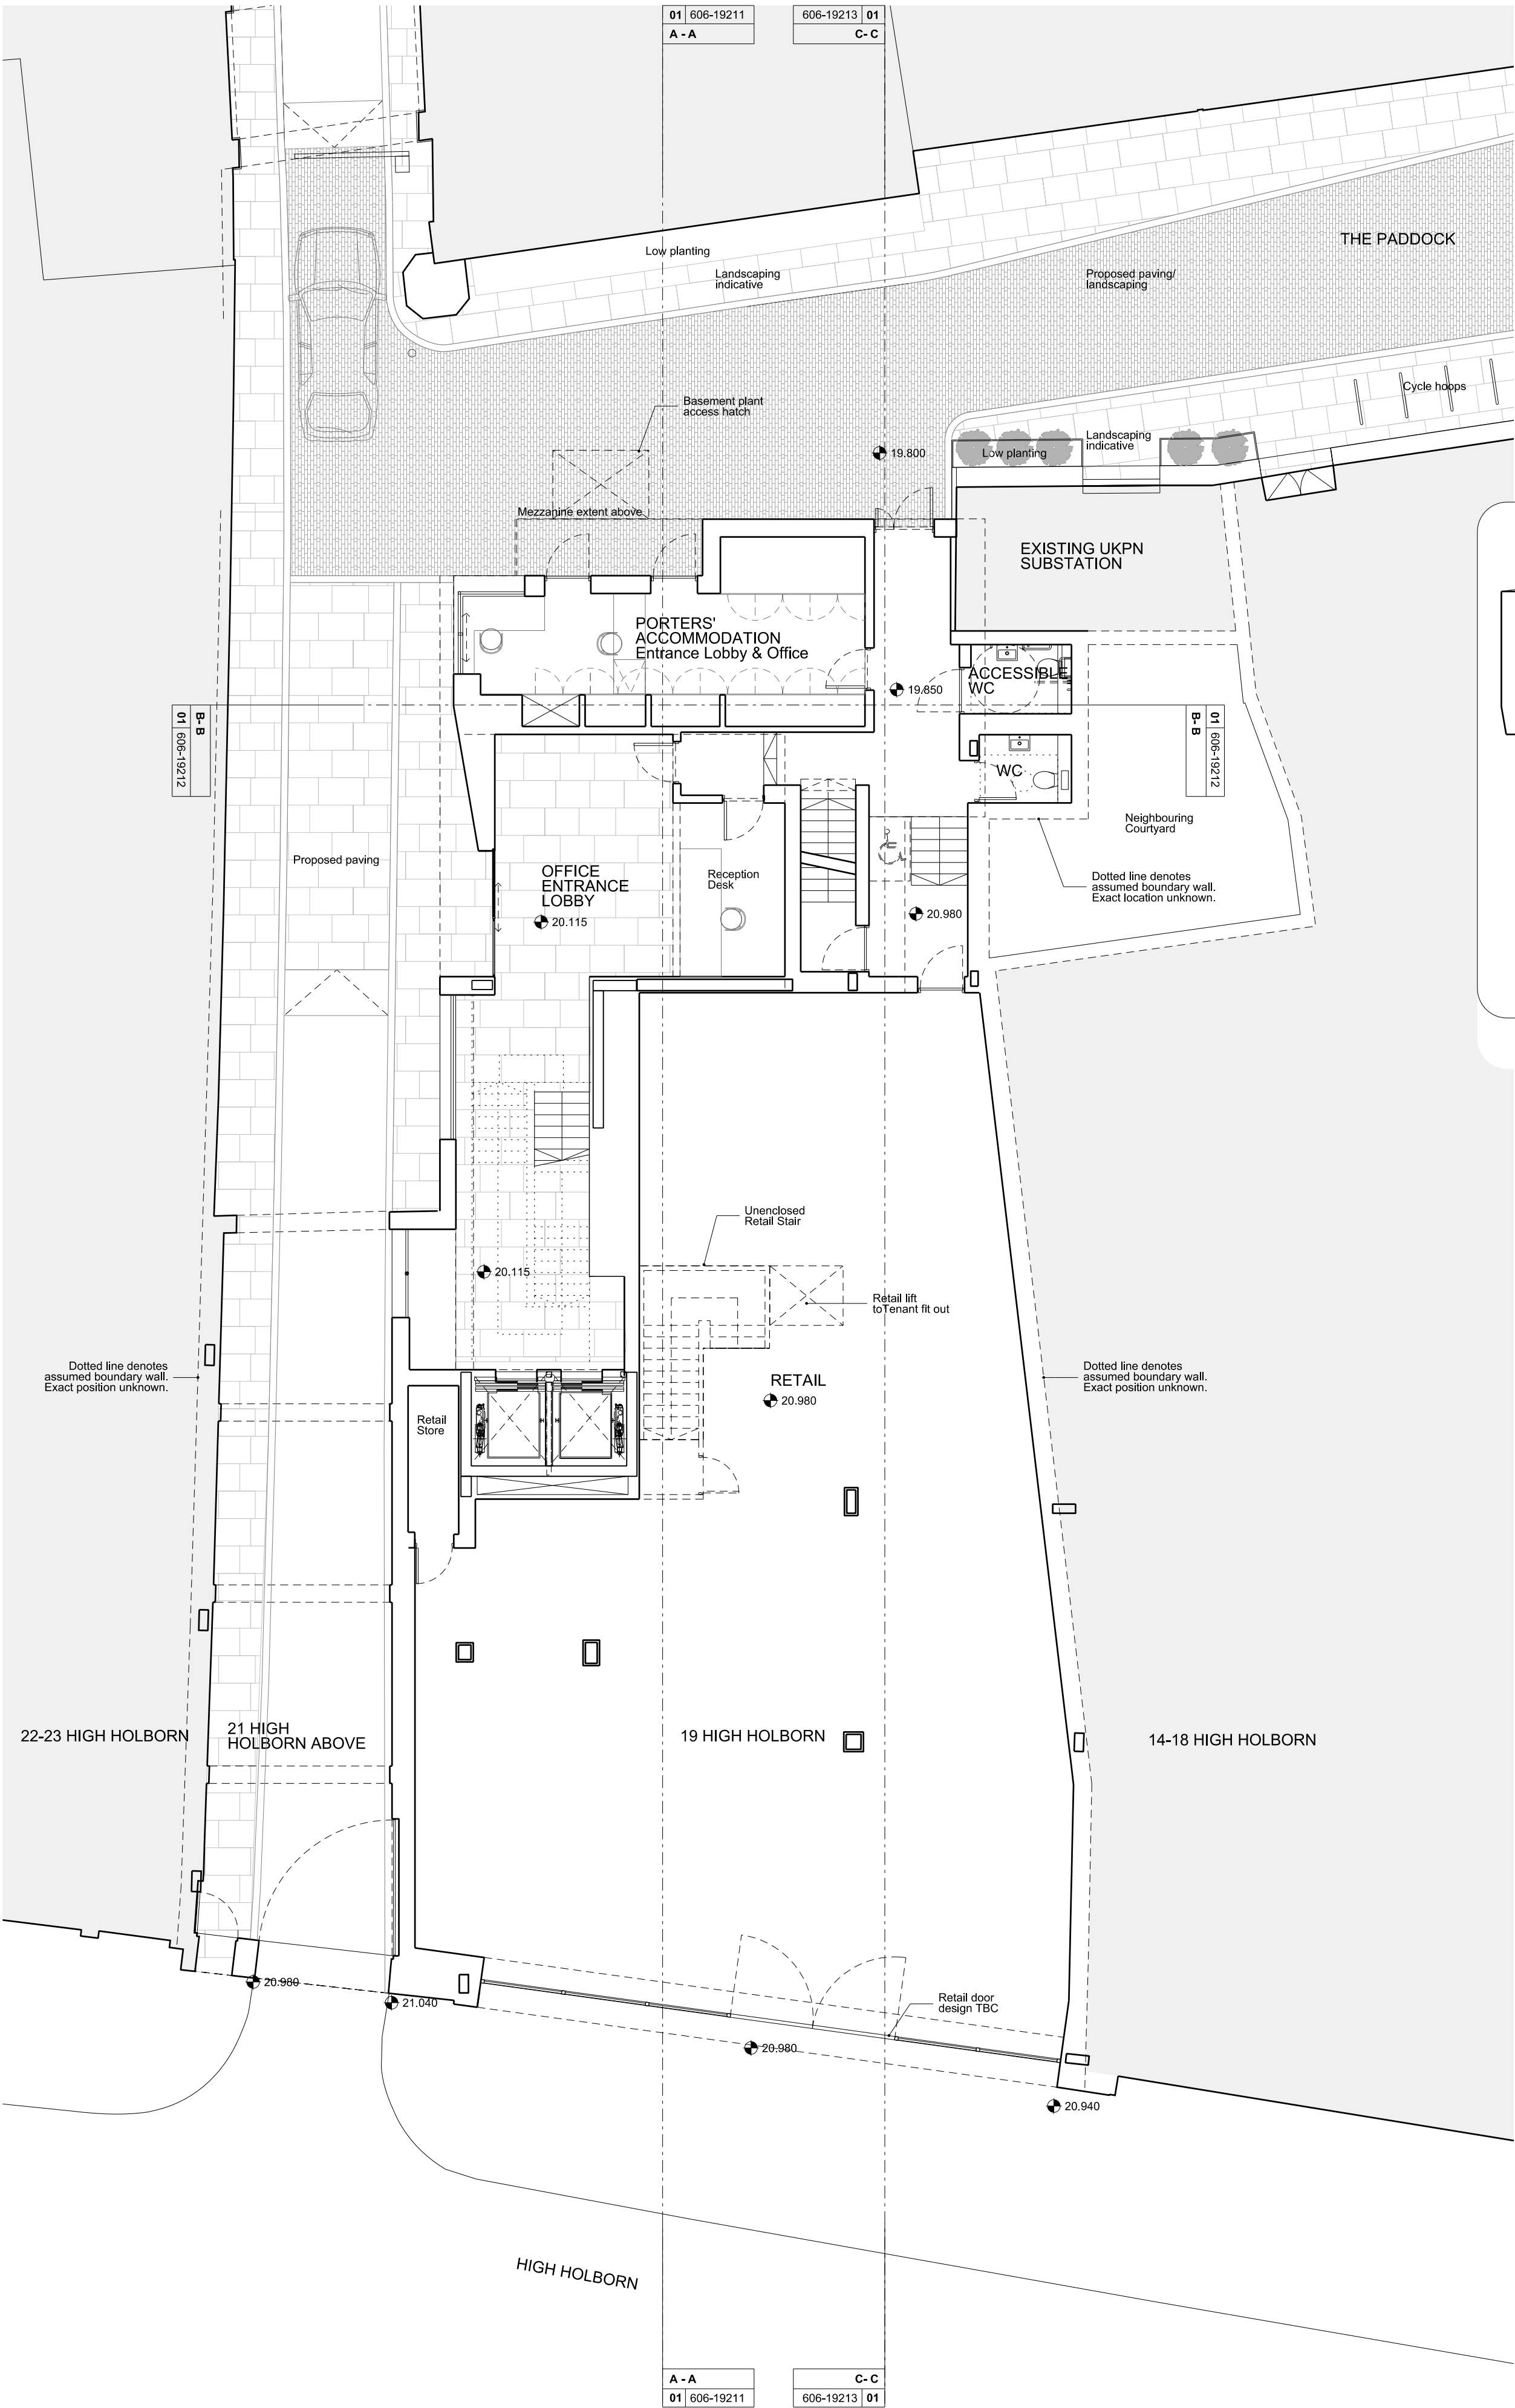 01 606-19211
A - A
606-19213 01
C- C
THE PADDOCK
Low planting
Landscaping
indicative
Proposed paving/
landscaping
Cycle hoops
Basement plant
access hatch
Landscaping
indicative
19.800
Low planting
Mezzanine extent above
EXISTING UKPN
SUBSTATION
PORTERS'
ACCOMMODATION
Entrance Lobby & Office
ACCESSIBLE
WC
19.850
B- B
01 606-19212
01 606-19212
B- B
WC
Neighbouring
Courtyard
Proposed paving
OFFICE
ENTRANCE
LOBBY
20.115
Reception
Desk
Dotted line denotes
assumed boundary wall.
Exact location unknown.
20.980
Unenclosed
Retail Stair
20.115
Retail lift
toTenant fit out
Dotted line denotes
assumed boundary wall.
Exact position unknown.
RETAIL
20.980
Dotted line denotes
assumed boundary wall.
Exact position unknown.
Retail
Store
22-23 HIGH HOLBORN
21 HIGH
HOLBORN ABOVE
19 HIGH HOLBORN
14-18 HIGH HOLBORN
20.980
21.040
Retail door
design TBC
20.980
20.940
HIGH HOLBORN
A - A
01 606-19211
C- C
606-19213 01